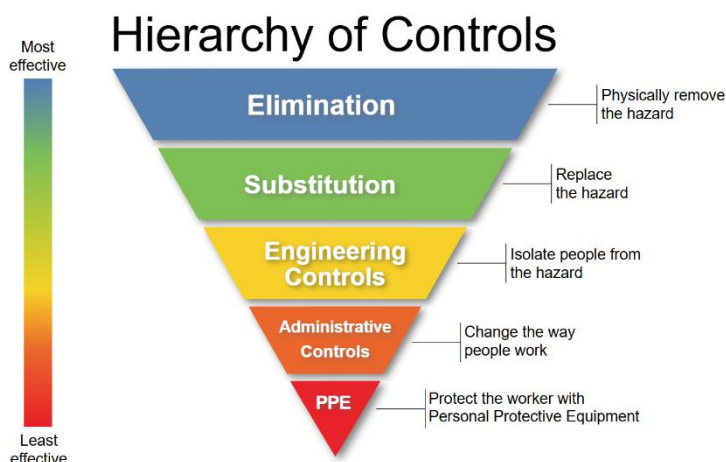 Hierarchy of Controls
Most
effective
Elimination
Physically remove
the hazard
Substitution
Replace
the hazard
Engineering
Controls
Isolate people from
the hazard
Administrative
Controls
Change the way
people work
PPE
Protect the worker with
Personal Protective Equipment
Least
effective